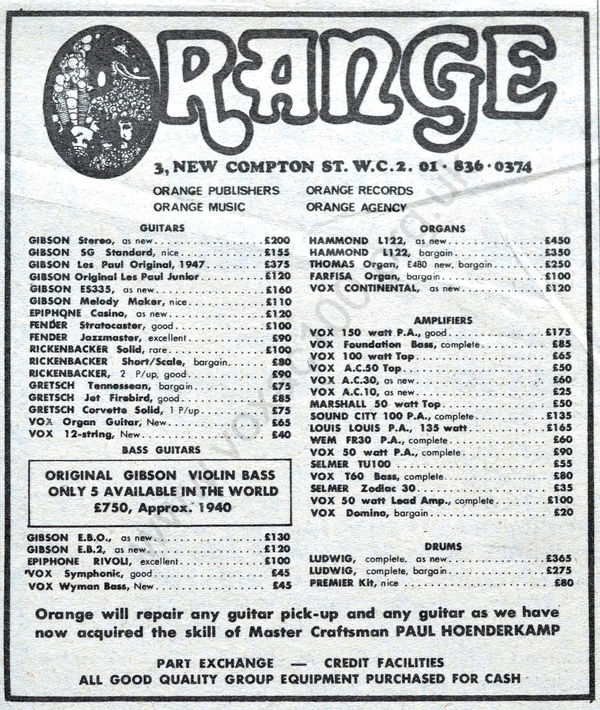 ORANGE
3, NEW COMPTON ST. W.C.2. 01·836·0374
ORANGE PUBLISHERS ORANGE RECORDS
ORANGE MUSIC ORANGE AGENCY
GUITARS
GIBSON Stereo, as new £200
GIBSON SG Standard, nice £155
GIBSON Les Paul Original, 1947 £375
GIBSON Original Les Paul Junior £120
GIBSON ES335, as new £160
GIBSON Melody Maker, nice £110
EPIPHONE Casino, as new £120
FENDER Stratocaster, good £100
FENDER Jazzmaster, excellent £90
RICKENBACKER Solid, rare £100
RICKENBACKER Short/Scale, bargain £80
RICKENBACKER, 2 P/up, good £90
GRETSCH Tennessean, bargain £75
GRETSCH Jet Firebird, good £85
GRETSCH Corvette Solid, 1 P/up £75
VOX Organ Guitar, New £65
VOX 12-string, New £40
BASS GUITARS
ORIGINAL GIBSON VIOLIN BASS
ONLY 5 AVAILABLE IN THE WORLD
£750, Approx. 1940
GIBSON E.B.O., as new £130
GIBSON E.B.2, as new £120
EPIPHONE RIVOLI, excellent £100
VOX Symphonic, good £45
VOX Wyman Bass, New £45
ORGANS
HAMMOND L122, as new £450
HAMMOND L122, bargain £350
THOMAS Organ, £480 new, bargain £250
FARFISA Organ, bargain £100
VOX CONTINENTAL, as new £120
AMPLIFIERS
VOX 150 watt P.A., good £175
VOX Foundation Bass, complete £85
VOX 100 watt Top £65
VOX A.C.50 Top £50
VOX A.C.30, as new £60
VOX A.C.10, as new £25
MARSHALL 50 watt Top £50
SOUND CITY 100 P.A., complete £135
LOUIS LOUIS P.A., 135 watt £165
WEM FR30 P.A., complete £60
VOX 50 watt P.A., complete £90
SELMER TU100 £55
VOX T60 Bass, complete £80
SELMER Zodiac 30 £35
VOX 50 watt Lead Amp., complete £100
VOX Domino, bargain £20
DRUMS
LUDWIG, complete, as new £365
LUDWIG, complete, bargain £275
PREMIER Kit, nice £80
Orange will repair any guitar pick-up and any guitar as we have
now acquired the skill of Master Craftsman PAUL HOENDERKAMP
PART EXCHANGE — CREDIT FACILITIES
ALL GOOD QUALITY GROUP EQUIPMENT PURCHASED FOR CASH